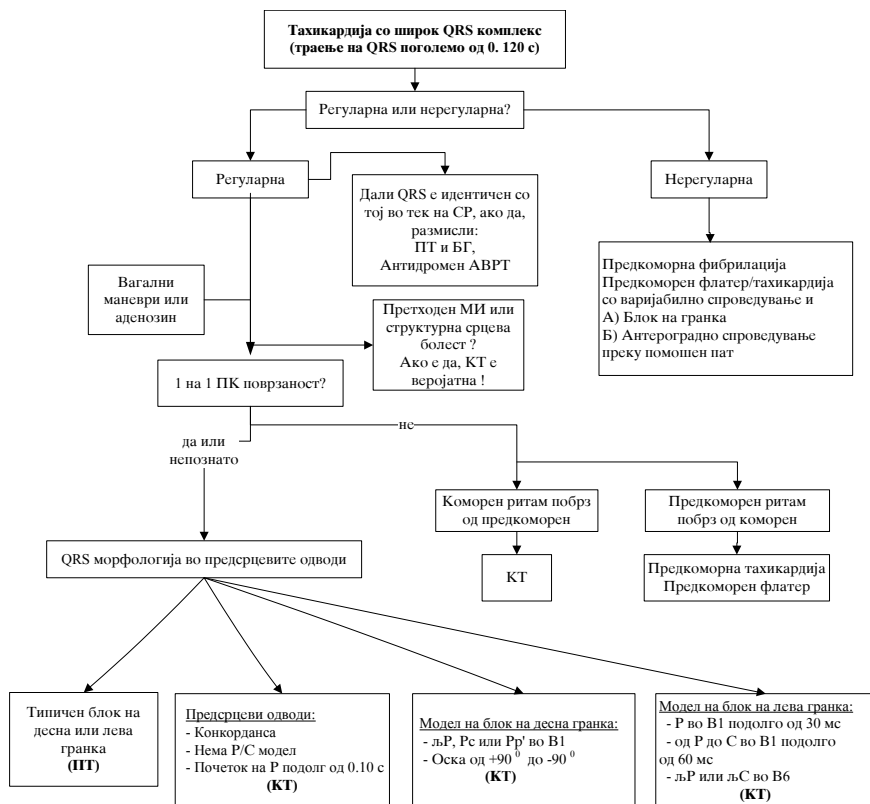 Тахикардија со широк QRS комплекс
(траење на QRS поголемо од 0. 120 с)
Регуларна или нерегуларна?
Регуларна
Нерегуларна
Дали QRS е идентичен со
тој во тек на СР, ако да,
размисли:
ПТ и БГ,
Антидромен АВРТ
Предкоморна фибрилација
Предкоморен флатер/тахикардија
со варијабилно спроведување и
А) Блок на гранка
Б) Антероградно спроведување
преку помошен пат
Вагални
маневри или
аденозин
Претходен МИ или
структурна срцева
болест ?
Ако е да, КТ е
веројатна !
1 на 1 ПК поврзаност?
да или
непознато
не
Коморен ритам побрз
од предкоморен
Предкоморен ритам
побрз од коморен
КТ
Предкоморна тахикардија
Предкоморен флатер
QRS морфологија во предсрцевите одводи
Типичен блок на
десна или лева
гранка
(ПТ)
Предсрцеви одводи:
- Конкорданса
- Нема Р/С модел
- Почеток на Р подолг од 0.10 с
(КТ)
Модел на блок на десна гранка:
- љР, Рс или Рр' во В1
- Оска од +90 ⁰ до -90 ⁰
(КТ)
Модел на блок на лева гранка:
- Р во В1 подолго од 30 мс
- од Р до С во В1 подолго
од 60 мс
- љР или љС во В6
(КТ)